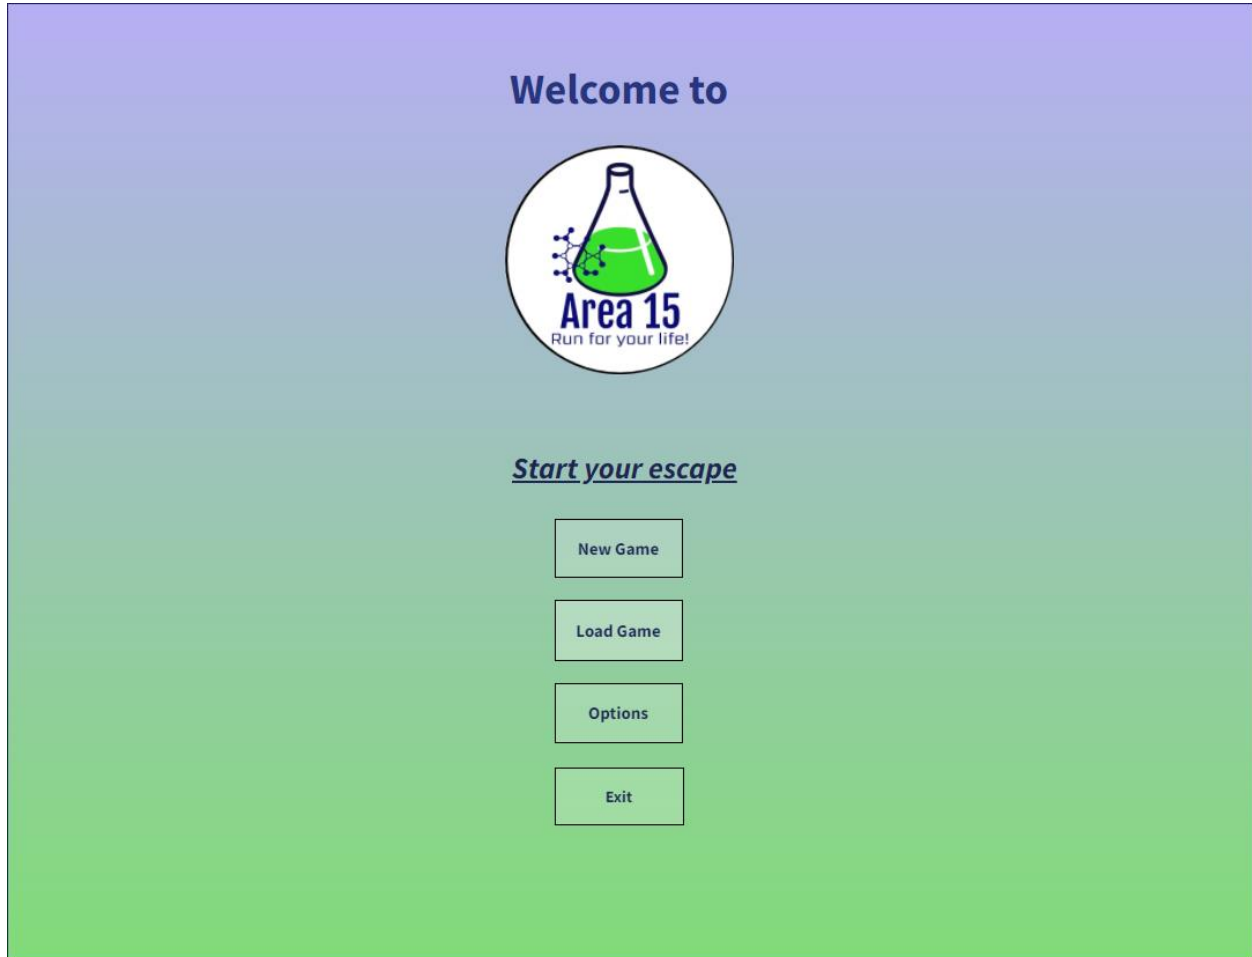 Welcome to
Area 15
Run for your life!
Start your escape
New Game
Load Game
Options
Exit